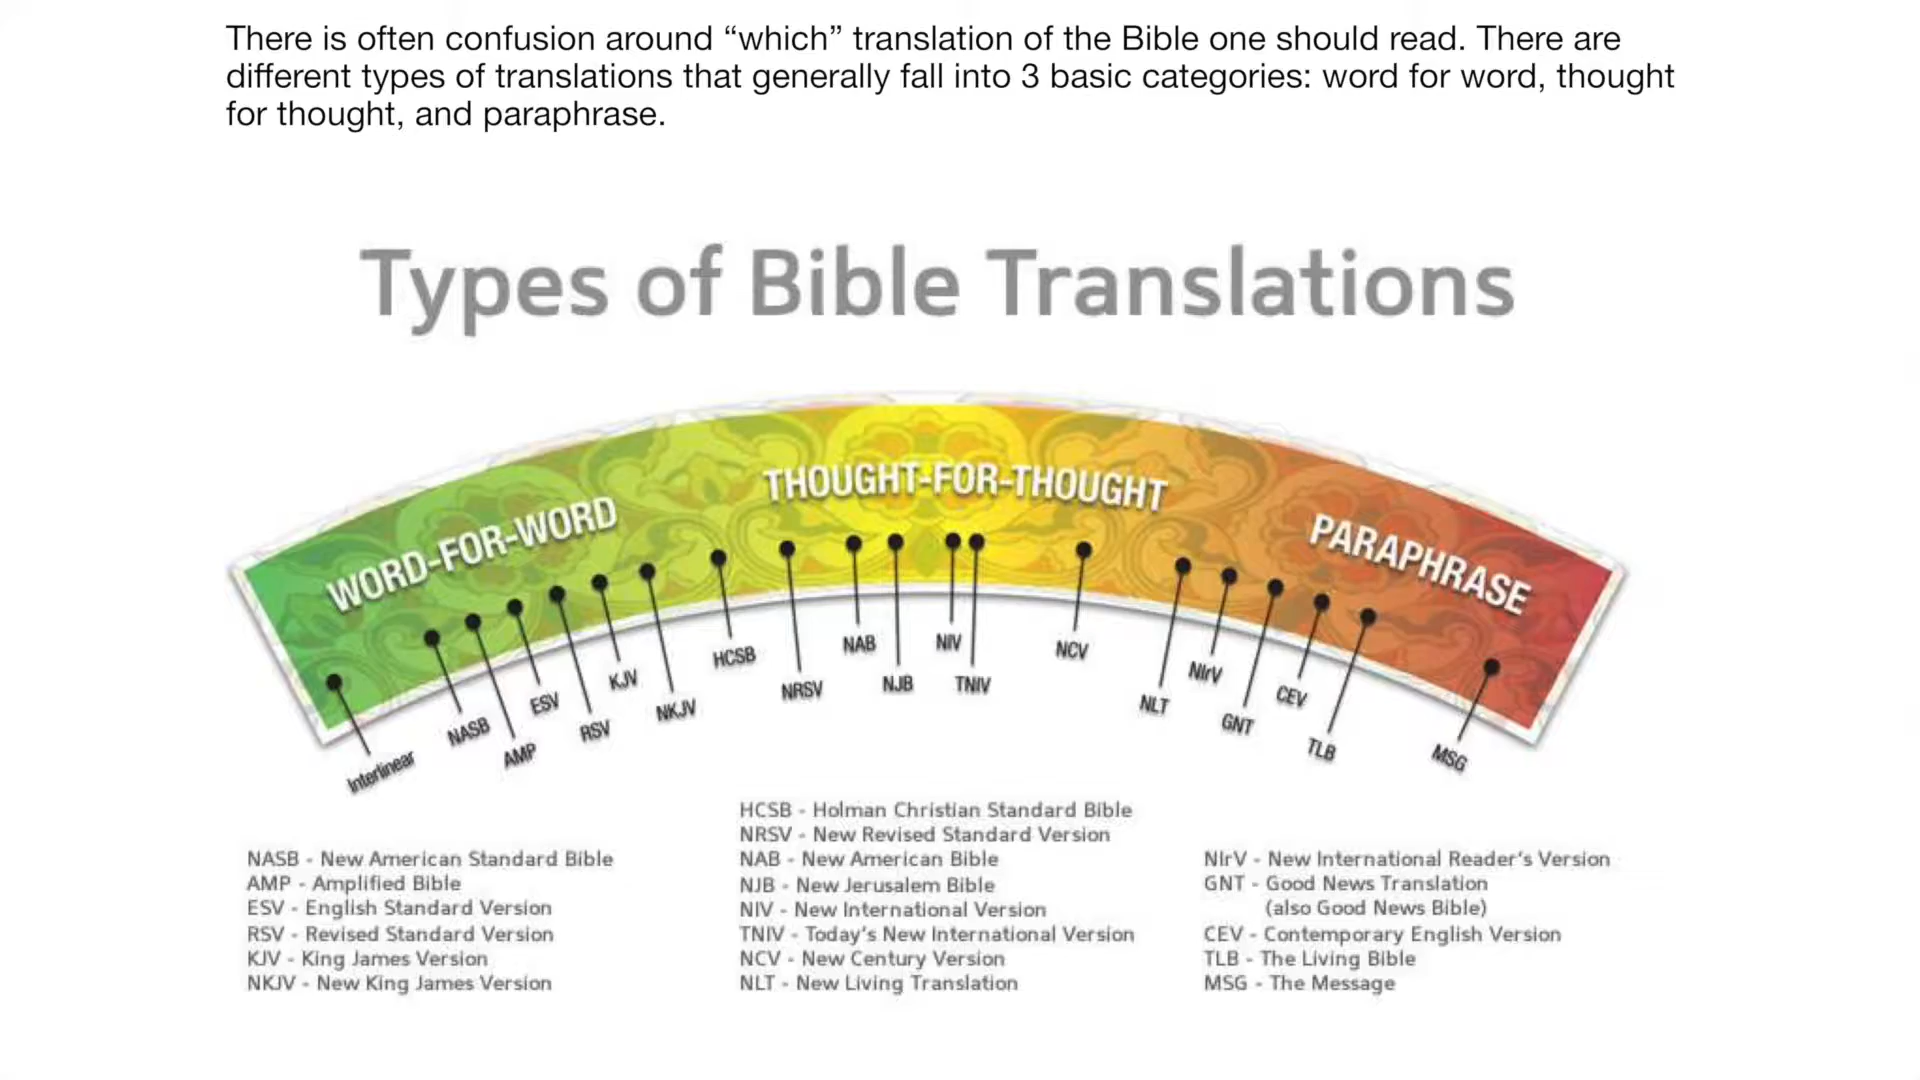 There is often confusion around “which” translation of the Bible one should read. There are
different types of translations that generally fall into 3 basic categories: word for word, thought
for thought, and paraphrase.
Types of Bible Translations
WORD-FOR-WORD
THOUGHT-FOR-THOUGHT
PARAPHRASE
Interlinear
NASB
AMP
ESV
RSV
KJV
NKJV
HCSB
NRSV
NAB
NJB
NIV
TNIV
NCV
NLT
NIrV
GNT
CEV
TLB
MSG
NASB - New American Standard Bible
AMP - Amplified Bible
ESV - English Standard Version
RSV - Revised Standard Version
KJV - King James Version
NKJV - New King James Version
HCSB - Holman Christian Standard Bible
NRSV - New Revised Standard Version
NAB - New American Bible
NJB - New Jerusalem Bible
NIV - New International Version
TNIV - Today's New International Version
NCV - New Century Version
NLT - New Living Translation
NIrV - New International Reader's Version
GNT - Good News Translation
(also Good News Bible)
CEV - Contemporary English Version
TLB - The Living Bible
MSG - The Message